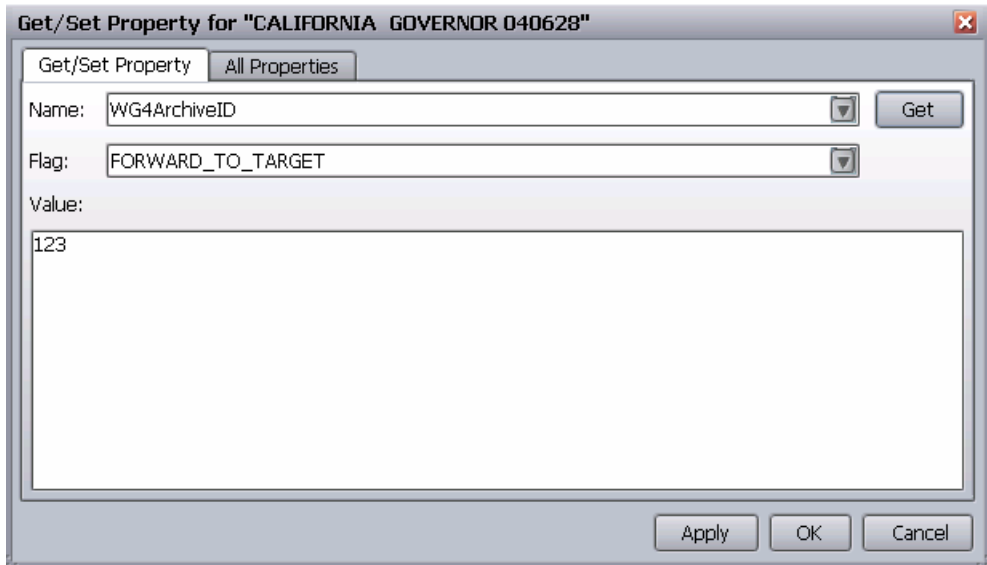 Get/Set Property for "CALIFORNIA  GOVERNOR 040628"
Get/Set Property All Properties
Name: WG4ArchiveID Get
Flag: FORWARD_TO_TARGET
Value:
123
Apply OK Cancel